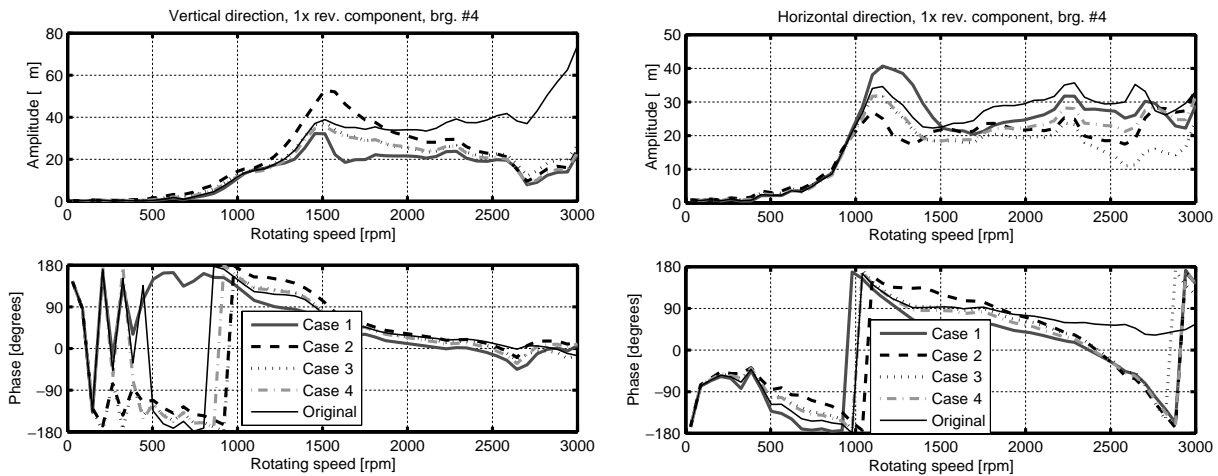 Vertical direction, 1x rev. component, brg. #4
80
60
40
20
0
Amplitude [ m]
0 500 1000 1500 2000 2500 3000
Rotating speed [rpm]
180
90
0
−90
−180
Phase [degrees]
Case 1
Case 2
Case 3
Case 4
Original
0 500 1000 1500 2000 2500 3000
Rotating speed [rpm]
Horizontal direction, 1x rev. component, brg. #4
50
40
30
20
10
0
Amplitude [ m]
0 500 1000 1500 2000 2500 3000
Rotating speed [rpm]
180
90
0
−90
−180
Phase [degrees]
Case 1
Case 2
Case 3
Case 4
Original
0 500 1000 1500 2000 2500 3000
Rotating speed [rpm]